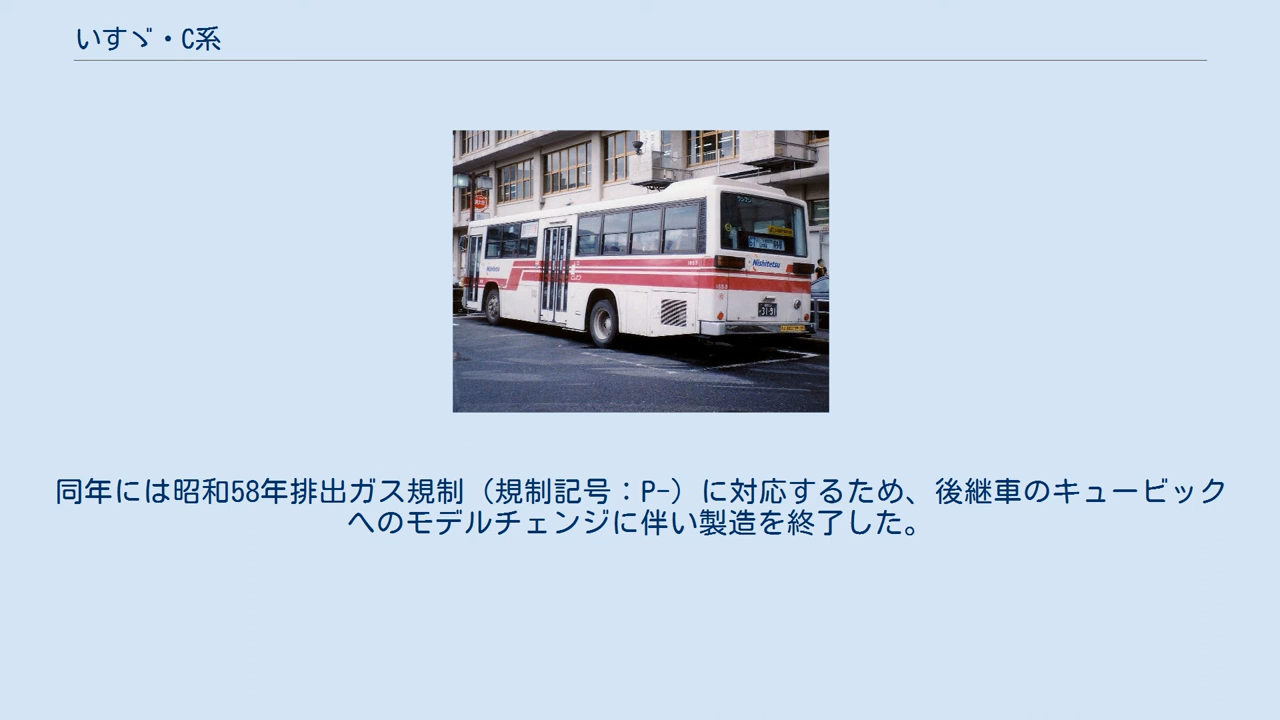 いすゞ・C系
Nishitetsu
同年には昭和58年排出ガス規制（規制記号：P-）に対応するため、後継車のキュービック
へのモデルチェンジに伴い製造を終了した。